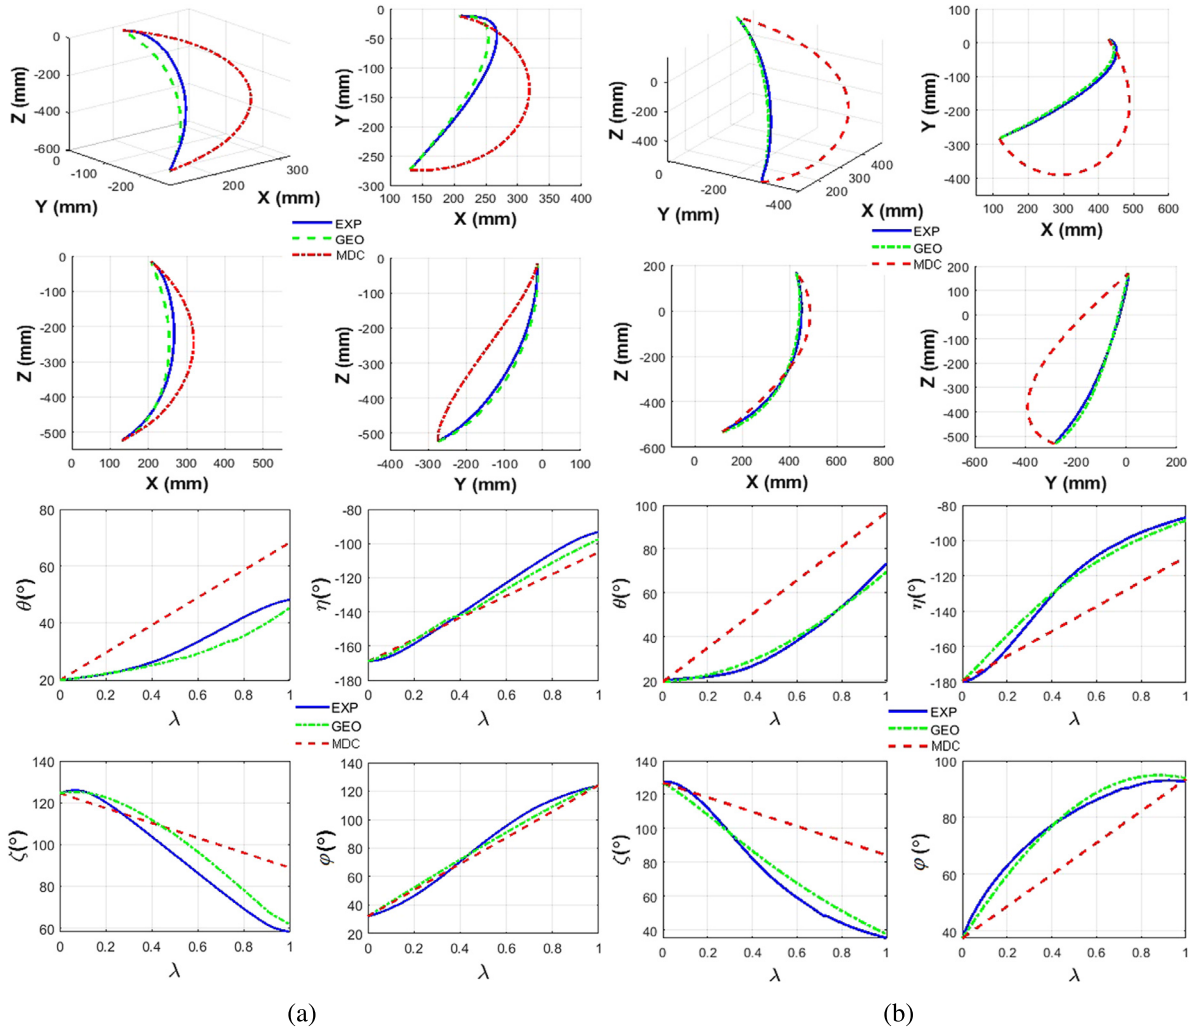 0
-200
-400
-600
0
-100
-200
200
300
Z (mm)
Y (mm)
X (mm)
0
-50
-100
-150
-200
-250
-300
100 150 200 250 300 350 400
Y (mm)
X (mm)
EXP
GEO
MDC
0
-100
-200
-300
-400
-500
0 100 200 300 400 500
Z (mm)
X (mm)
0
-100
-200
-300
-400
-500
-400 -300 -200 -100 0 100
Z (mm)
Y (mm)
80
60
40
20
0 0.2 0.4 0.6 0.8 1
θ(°)
λ
-80
-100
-120
-140
-160
-180
0 0.2 0.4 0.6 0.8 1
η(°)
λ
EXP
GEO
MDC
140
120
100
80
60
0 0.2 0.4 0.6 0.8 1
ζ(°)
λ
140
120
100
80
60
40
20
0 0.2 0.4 0.6 0.8 1
φ(°)
λ
(a)
0
-200
-400
0
-200
-400
200
400
Z (mm)
Y (mm)
X (mm)
100
0
-100
-200
-300
-400
100 200 300 400 500 600
Y (mm)
X (mm)
EXP
GEO
MDC
200
0
-200
-400
-600
0 200 400 600 800
Z (mm)
X (mm)
200
100
0
-100
-200
-300
-400
-500
-600 -400 -200 0 200
Z (mm)
Y (mm)
100
80
60
40
20
0 0.2 0.4 0.6 0.8 1
θ(°)
λ
-80
-100
-120
-140
-160
-180
0 0.2 0.4 0.6 0.8 1
η(°)
λ
EXP
GEO
MDC
140
120
100
80
60
40
0 0.2 0.4 0.6 0.8 1
ζ(°)
λ
100
80
60
40
0 0.2 0.4 0.6 0.8 1
φ(°)
λ
(b)